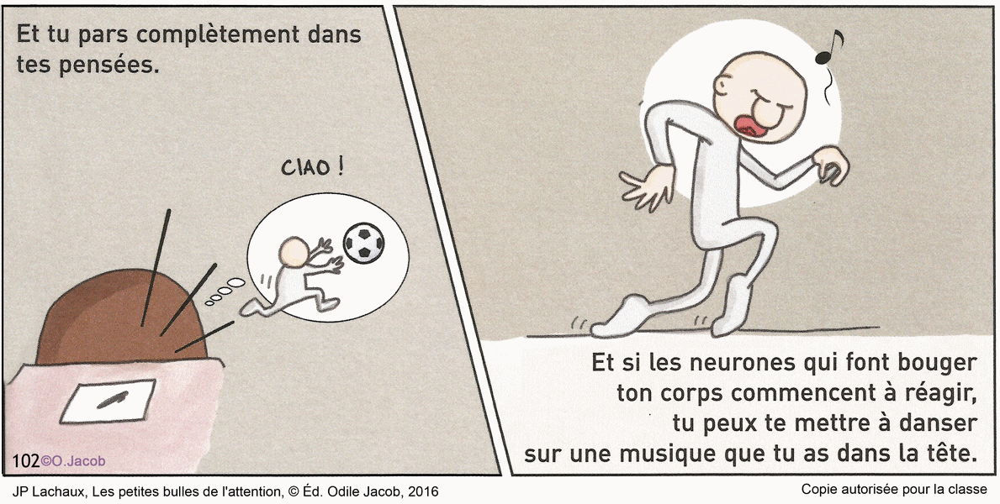 Et tu pars complètement dans
tes pensées.
CIAO !
Et si les neurones qui font bouger
ton corps commencent à réagir,
tu peux te mettre à danser
sur une musique que tu as dans la tête.
102©O.Jacob
JP Lachaux, Les petites bulles de l'attention, © Éd. Odile Jacob, 2016
Copie autorisée pour la classe